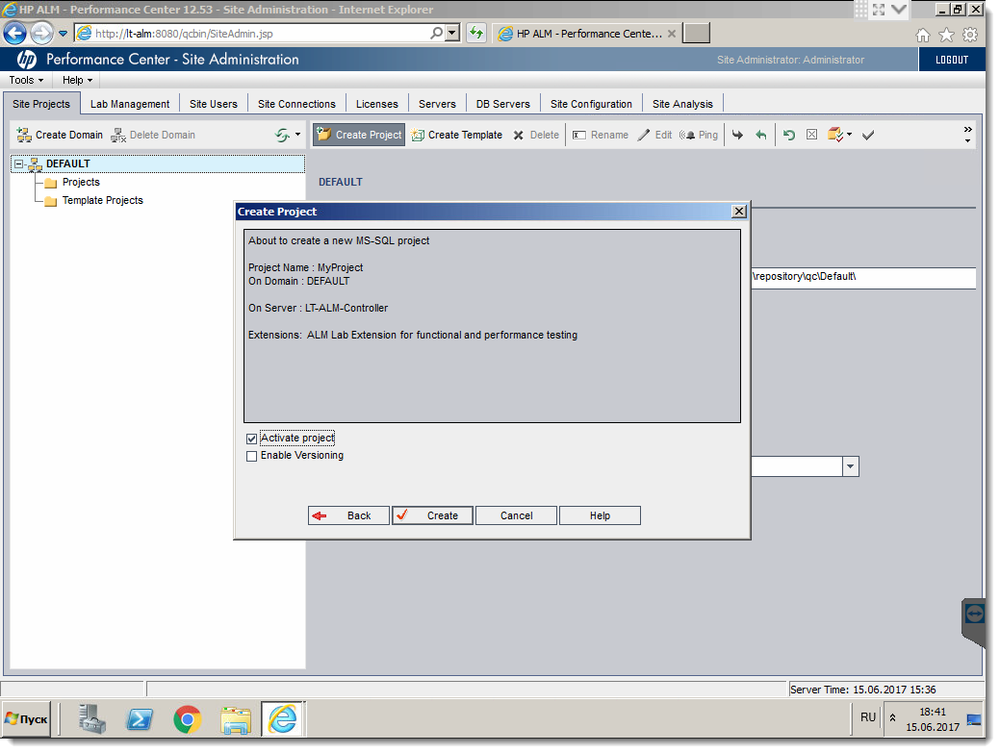 HP ALM - Performance Center 12.53 - Site Administration - Internet Explorer
http://lt-alm:8080/qcbin/SiteAdmin.jsp
HP ALM - Performance Cente...
hp
Performance Center - Site Administration
Site Administrator: Administrator
LOGOUT
Tools
Help
Site Projects
Lab Management
Site Users
Site Connections
Licenses
Servers
DB Servers
Site Configuration
Site Analysis
Create Domain
Delete Domain
Create Project
Create Template
Delete
Rename
Edit
Ping
DEFAULT
Projects
Template Projects
DEFAULT
\repository\qc\Default\
Create Project
About to create a new MS-SQL project
Project Name : MyProject
On Domain : DEFAULT
On Server : LT-ALM-Controller
Extensions: ALM Lab Extension for functional and performance testing
Activate project
Enable Versioning
Back
Create
Cancel
Help
Server Time: 15.06.2017 15:36
Пуск
RU
18:41
15.06.2017